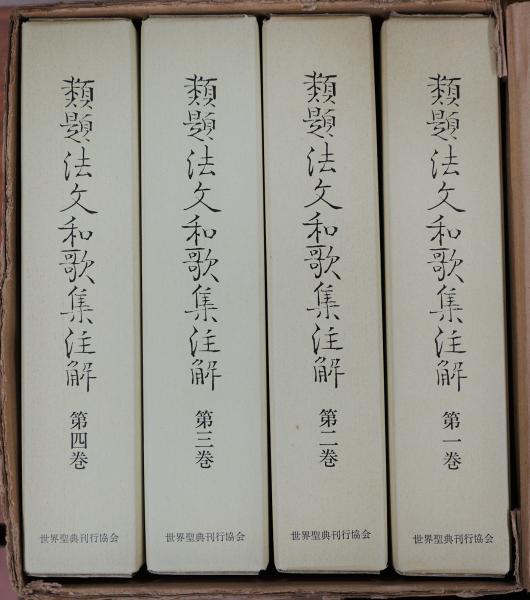 類題法文和歌集注解
第一巻
世界聖典刊行協会
類題法文和歌集注解
第二巻
世界聖典刊行協会
類題法文和歌集注解
第三巻
世界聖典刊行協会
類題法文和歌集注解
第四巻
世界聖典刊行協会